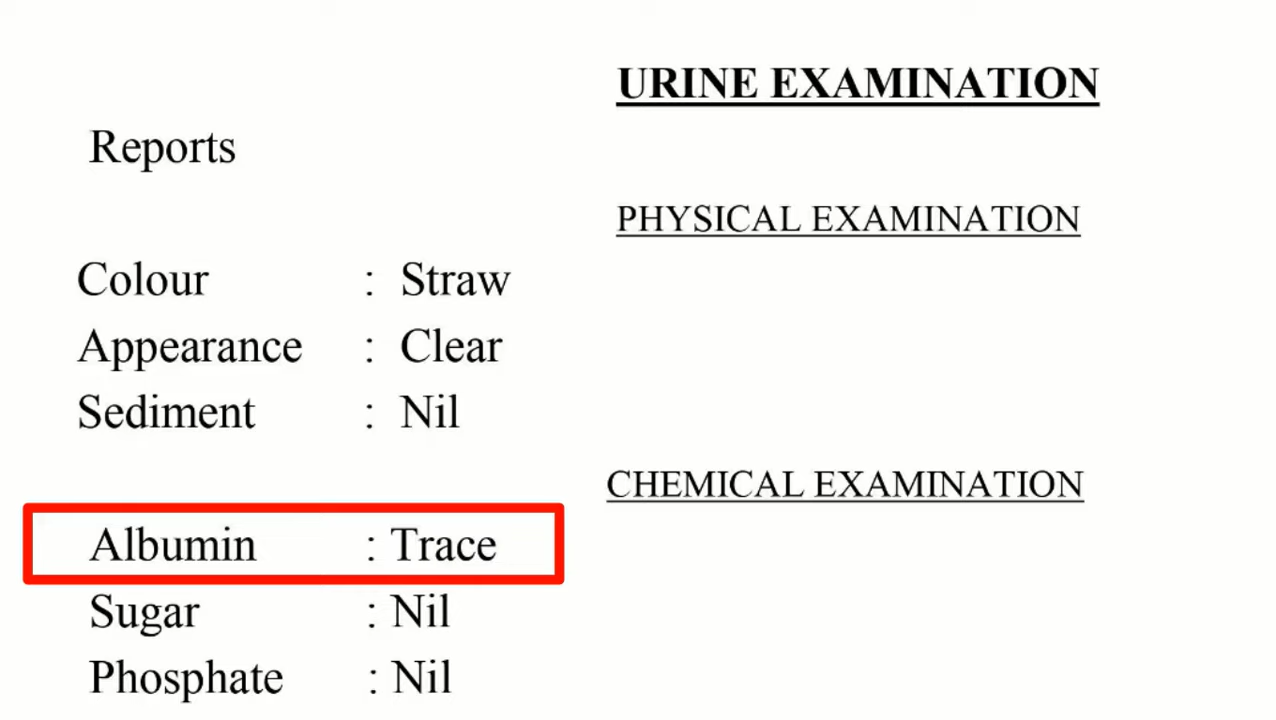 URINE EXAMINATION
Reports
PHYSICAL EXAMINATION
Colour : Straw
Appearance : Clear
Sediment : Nil
CHEMICAL EXAMINATION
Albumin : Trace
Sugar : Nil
Phosphate : Nil